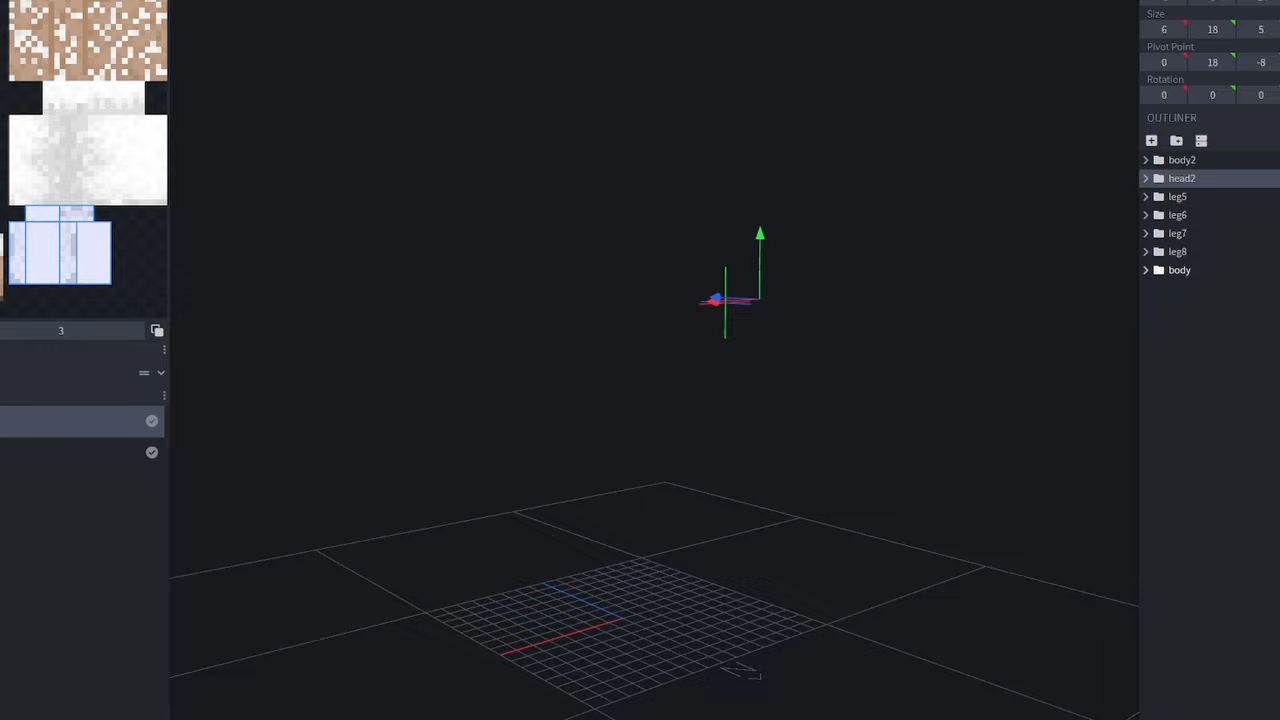 Size
6 18 5
Pivot Point
0 18 -8
Rotation
0 0 0
OUTLINER
body2
head2
leg5
leg6
leg7
leg8
body
3
N